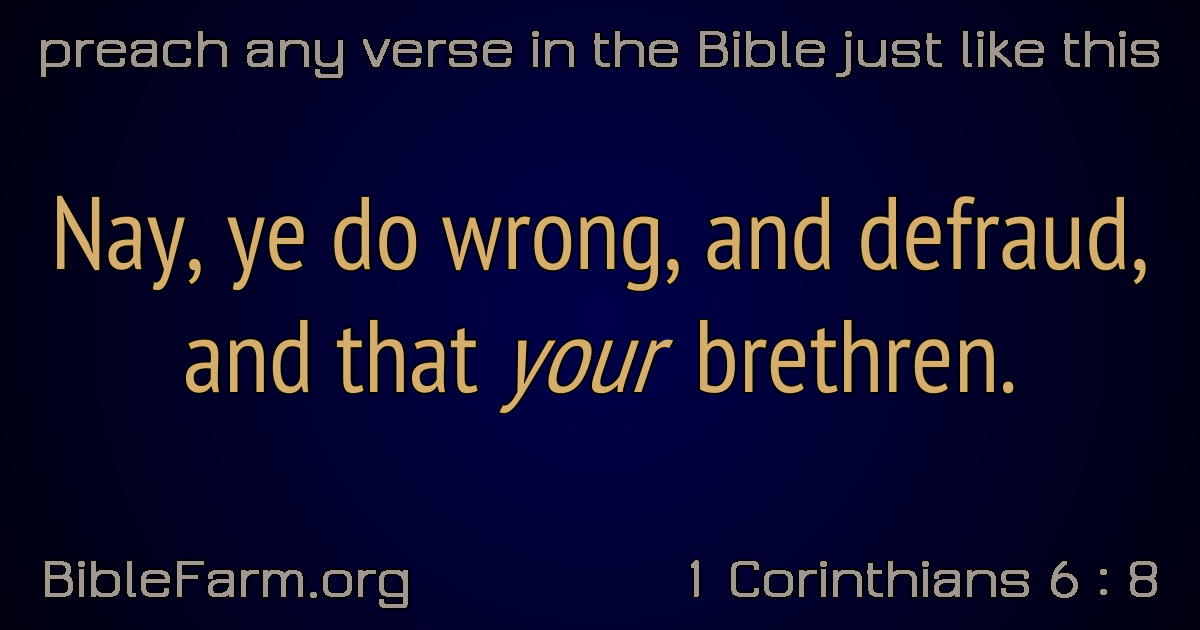 preach any verse in the Bible just like this
Nay, ye do wrong, and defraud,
and that your brethren.
BibleFarm.org
1 Corinthians 6 : 8